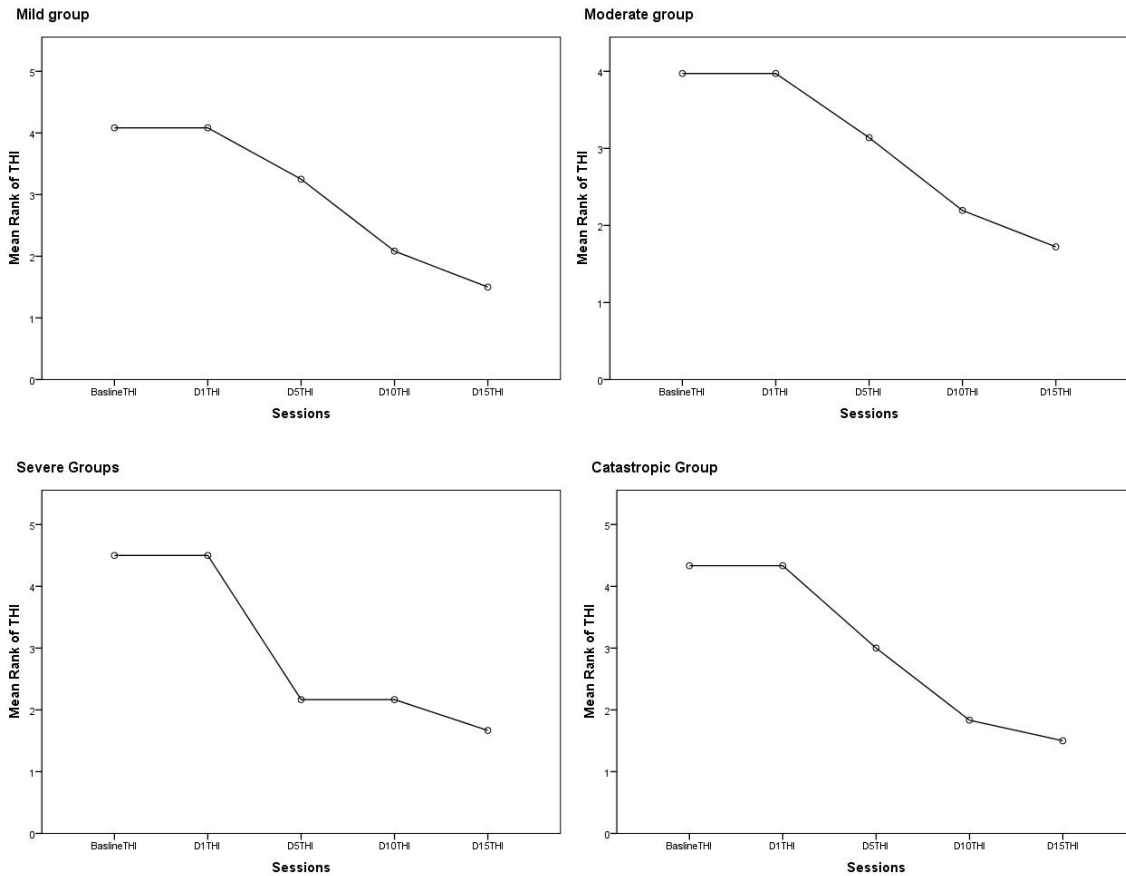 Mild group
Mean Rank of THI
5
4
3
2
1
0
BaslineTHI D1THI D5THI D10THI D15THI
Sessions
Moderate group
Mean Rank of THI
4
3
2
1
0
BaslineTHI D1THI D5THI D10THI D15THI
Sessions
Severe Groups
Mean Rank of THI
5
4
3
2
1
0
BaslineTHI D1THI D5THI D10THI D15THI
Sessions
Catastropic Group
Mean Rank of THI
5
4
3
2
1
0
BaslineTHI D1THI D5THI D10THI D15THI
Sessions